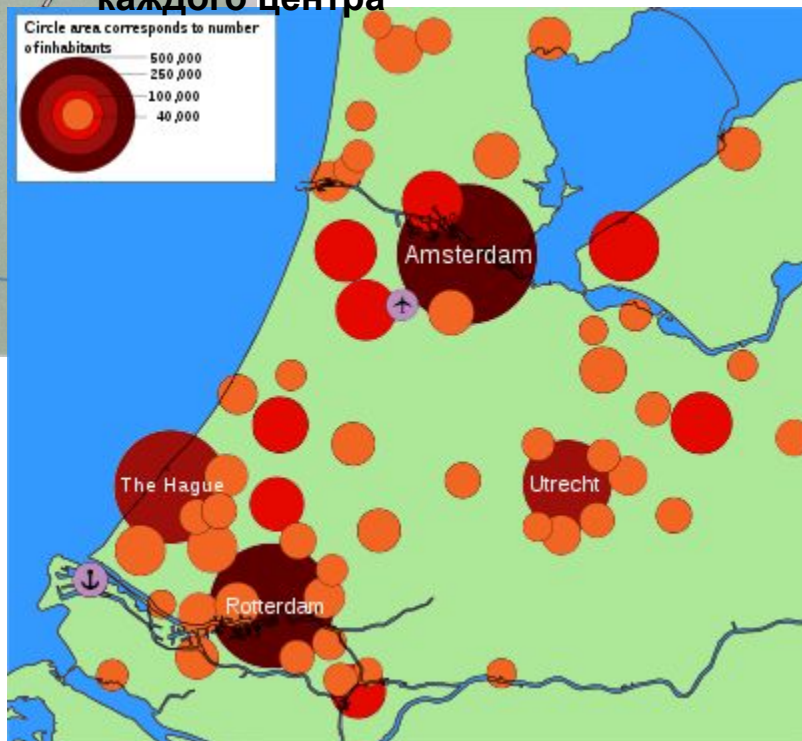 каждого центра
Circle area corresponds to number
of inhabitants
500,000
250,000
100,000
40,000
Amsterdam
The Hague
Utrecht
Rotterdam